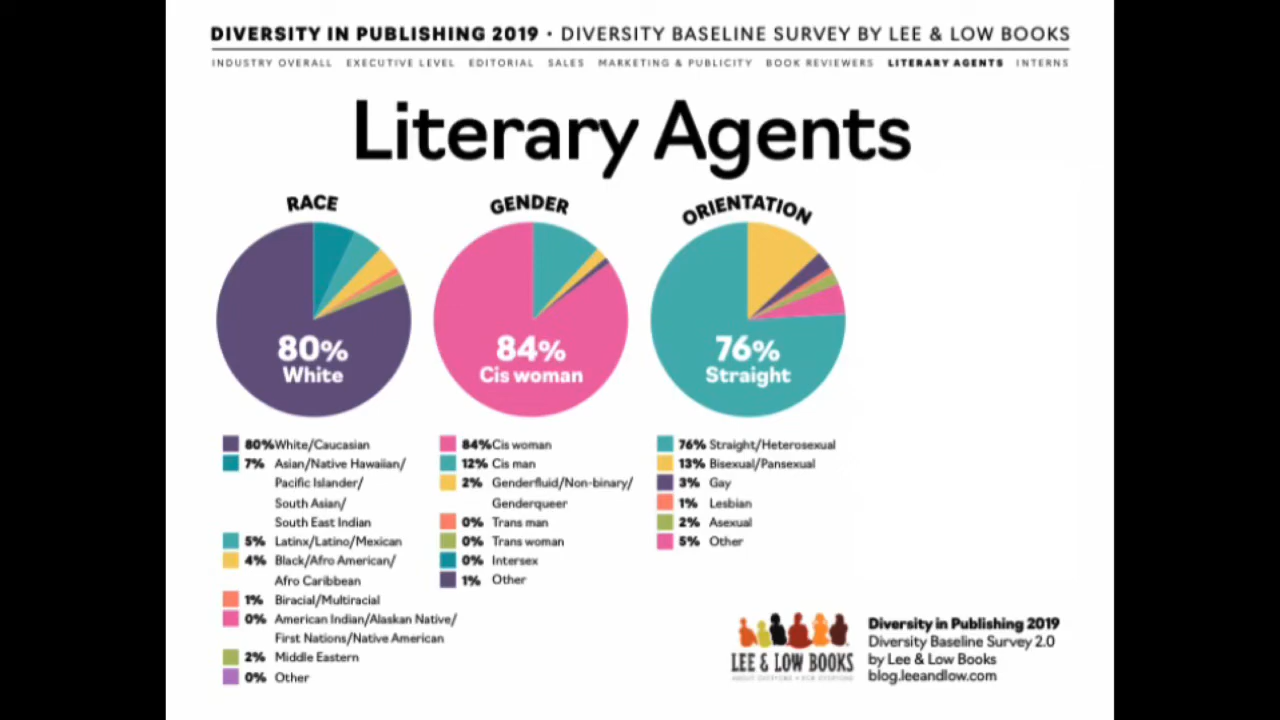 DIVERSITY IN PUBLISHING 2019 · DIVERSITY BASELINE SURVEY BY LEE & LOW BOOKS
INDUSTRY OVERALL EXECUTIVE LEVEL EDITORIAL SALES MARKETING & PUBLICITY BOOK REVIEWERS LITERARY AGENTS INTERNS
Literary Agents
RACE
80%
White
80% White/Caucasian
7% Asian/Native Hawaiian/
Pacific Islander/
South Asian/
South East Indian
5% Latinx/Latino/Mexican
4% Black/Afro American/
Afro Caribbean
1% Biracial/Multiracial
0% American Indian/Alaskan Native/
First Nations/Native American
2% Middle Eastern
0% Other
GENDER
84%
Cis woman
84% Cis woman
12% Cis man
2% Genderfluid/Non-binary/
Genderqueer
0% Trans man
0% Trans woman
0% Intersex
1% Other
ORIENTATION
76%
Straight
76% Straight/Heterosexual
13% Bisexual/Pansexual
3% Gay
1% Lesbian
2% Asexual
5% Other
LEE & LOW BOOKS
ABOUT EVERYONE • FOR EVERYONE
Diversity in Publishing 2019
Diversity Baseline Survey 2.0
by Lee & Low Books
blog.leeandlow.com